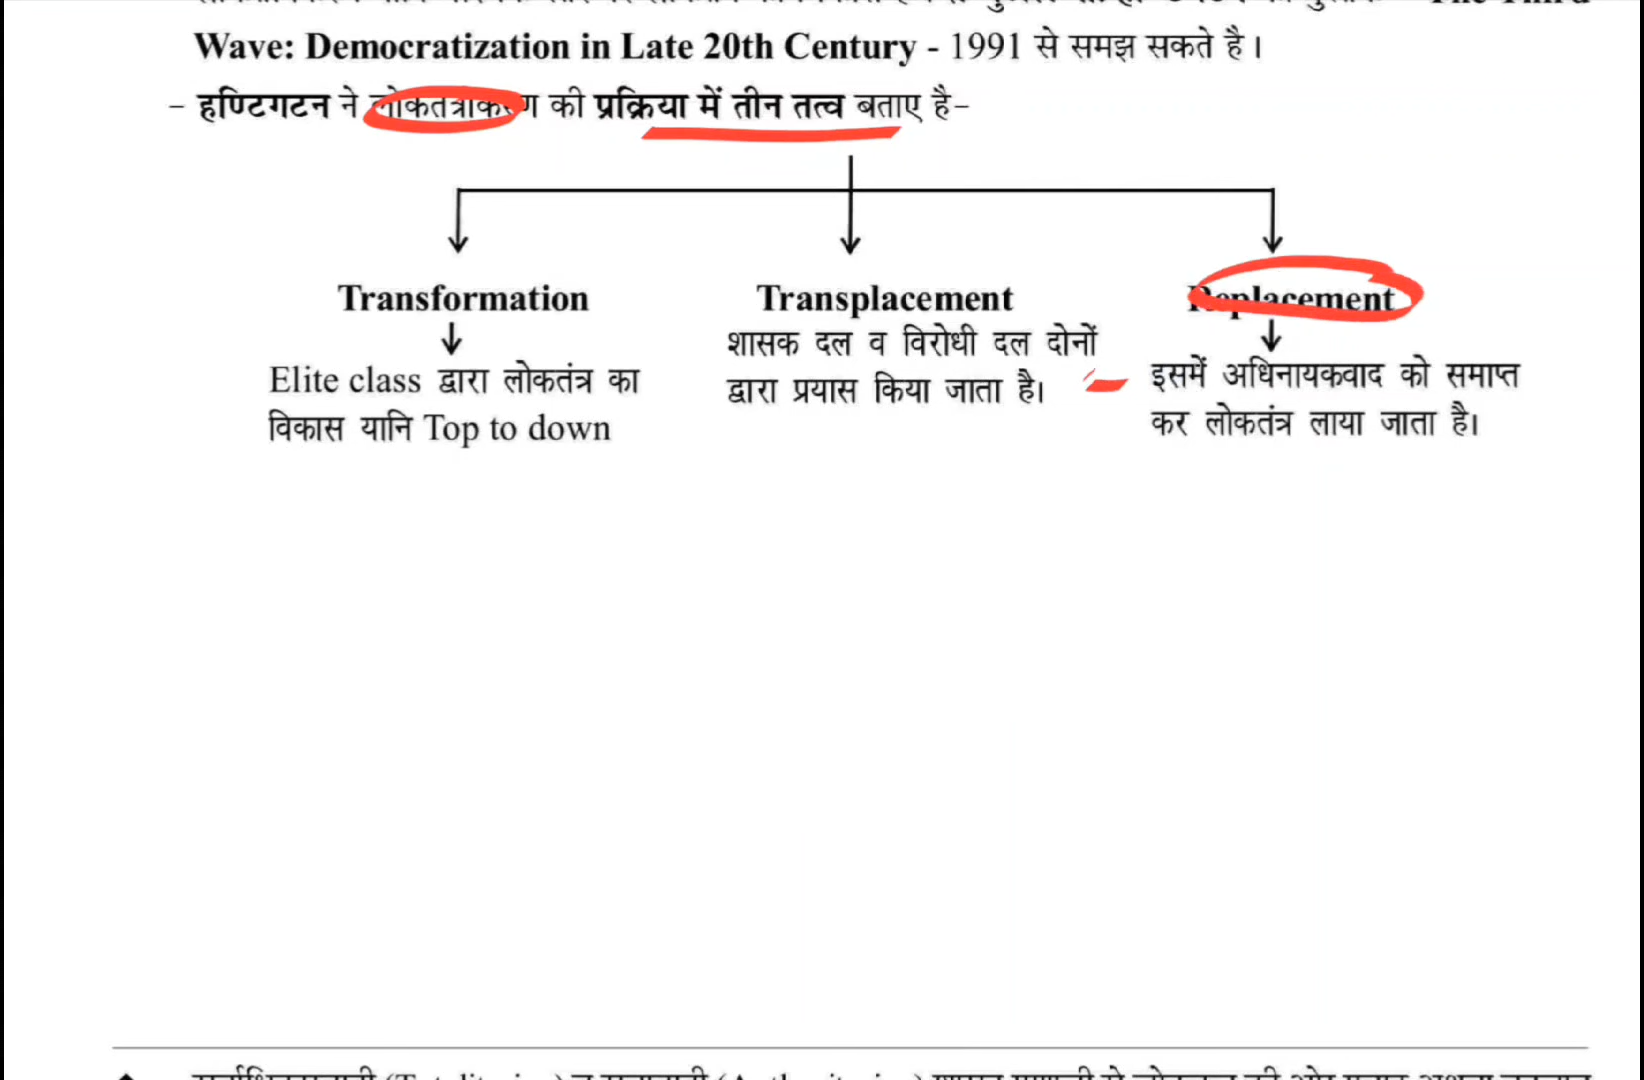 Wave: Democratization in Late 20th Century - 1991 से समझ सकते है।
- हण्टिगटन ने लोकतंत्रीकरण की प्रक्रिया में तीन तत्व बताए है-
Transformation
Transplacement
Replacement
शासक दल व विरोधी दल दोनों
द्वारा प्रयास किया जाता है।
Elite class द्वारा लोकतंत्र का
विकास यानि Top to down
इसमें अधिनायकवाद को समाप्त
कर लोकतंत्र लाया जाता है।